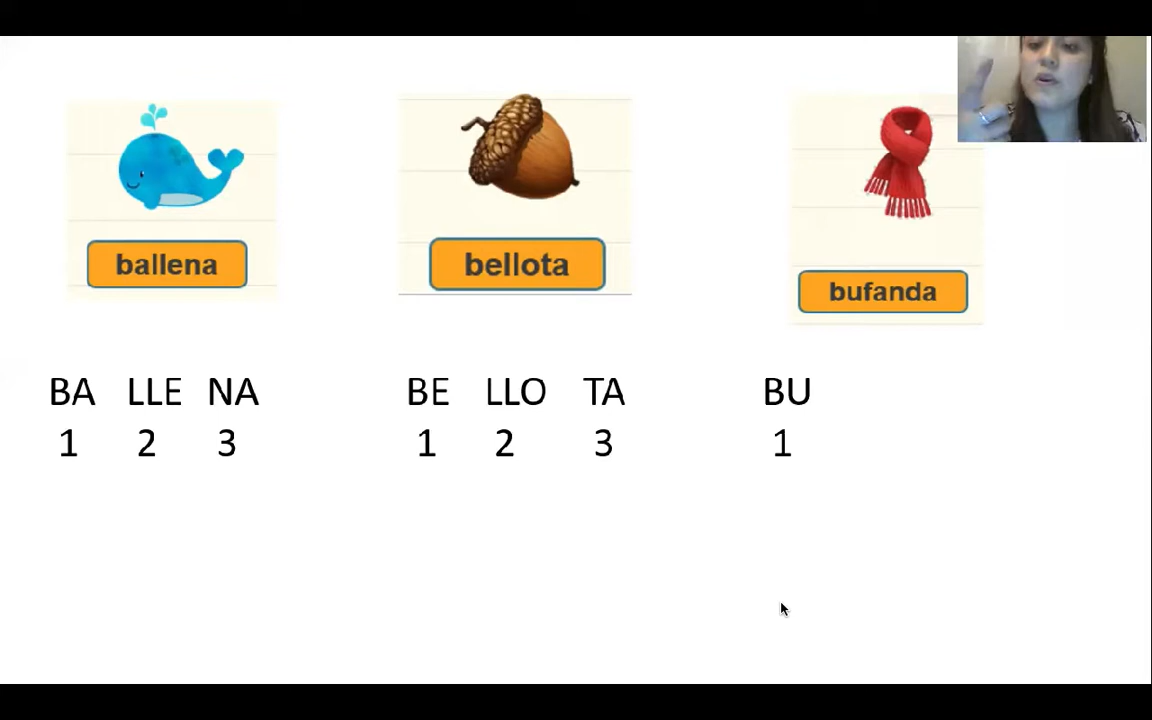 ballena
bellota
bufanda
BA LLE NA
1 2 3
BE LLO TA
1 2 3
BU
1